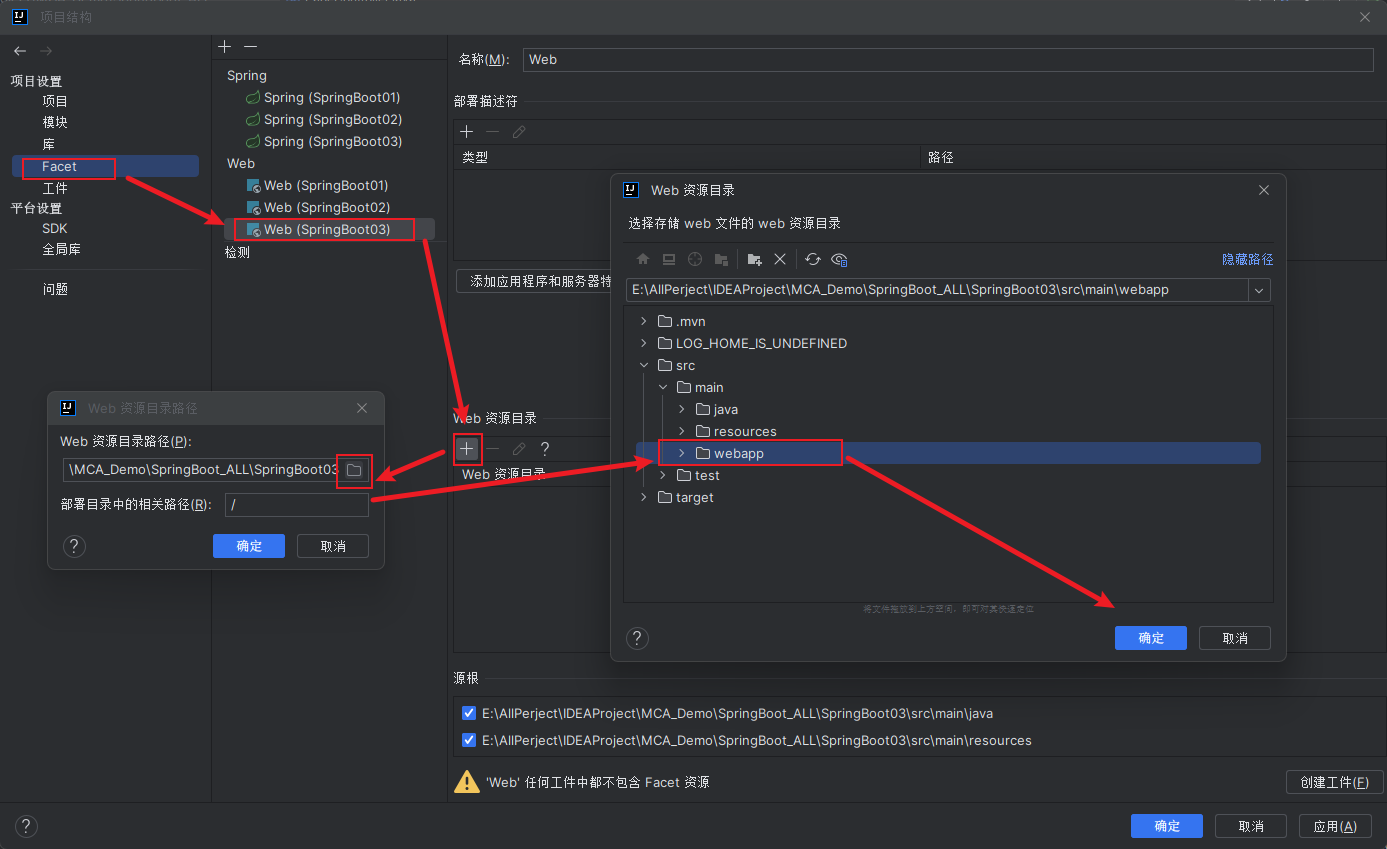 项目结构
项目设置
项目
模块
库
Facet
工件
平台设置
SDK
全局库
问题
Spring
Spring (SpringBoot01)
Spring (SpringBoot02)
Spring (SpringBoot03)
Web
Web (SpringBoot01)
Web (SpringBoot02)
Web (SpringBoot03)
检测
名称(M):
Web
部署描述符
类型
路径
添加应用程序和服务器特
Web 资源目录
?
Web 资源目录
源根
E:\AllPerject\IDEAProject\MCA_Demo\SpringBoot_ALL\SpringBoot03\src\main\java
E:\AllPerject\IDEAProject\MCA_Demo\SpringBoot_ALL\SpringBoot03\src\main\resources
'Web' 任何工件中都不包含 Facet 资源
创建工件(F)
?
确定
取消
应用(A)
Web 资源目录路径
Web 资源目录路径(P):
\MCA_Demo\SpringBoot_ALL\SpringBoot03
部署目录中的相关路径(R):
/
?
确定
取消
Web 资源目录
选择存储 web 文件的 web 资源目录
隐藏路径
E:\AllPerject\IDEAProject\MCA_Demo\SpringBoot_ALL\SpringBoot03\src\main\webapp
.mvn
LOG_HOME_IS_UNDEFINED
src
main
java
resources
webapp
test
target
将文件拖放到上方空间，即可对其快速定位
?
确定
取消